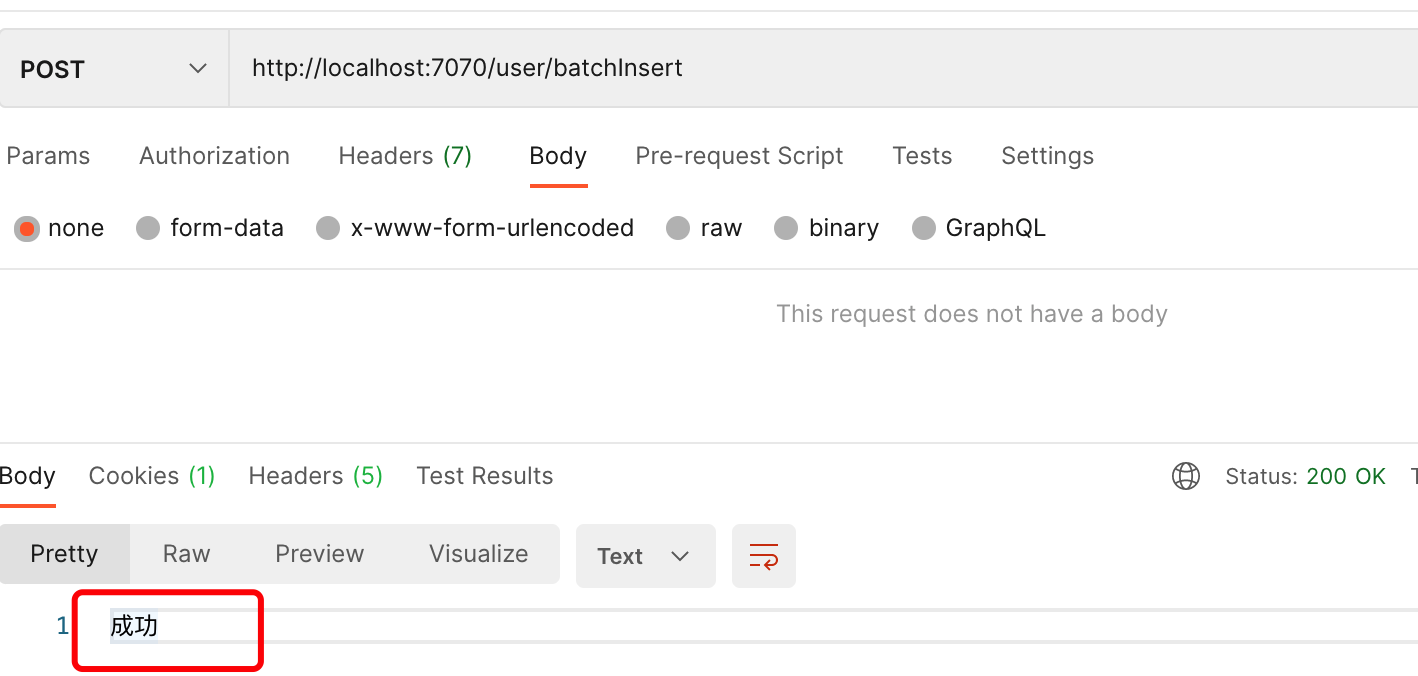 POST http://localhost:7070/user/batchInsert
Params Authorization Headers (7) Body Pre-request Script Tests Settings
none form-data x-www-form-urlencoded raw binary GraphQL
This request does not have a body
Body Cookies (1) Headers (5) Test Results Status: 200 OK
Pretty Raw Preview Visualize Text
1 成功